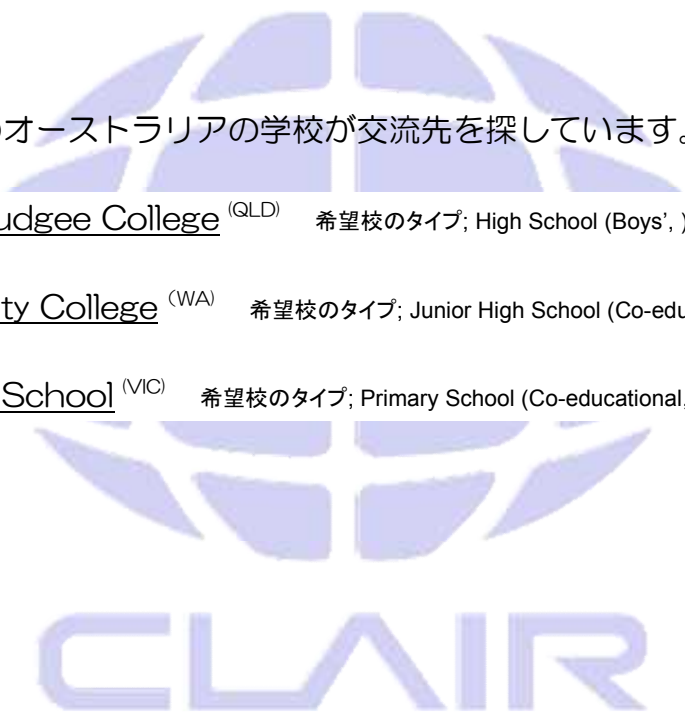 のオーストラリアの学校が交流先を探しています。
udgee College (QLD) 希望校のタイプ; High School (Boys', )
ty College (WA) 希望校のタイプ; Junior High School (Co-edu
School (VIC) 希望校のタイプ; Primary School (Co-educational,
CLAIR